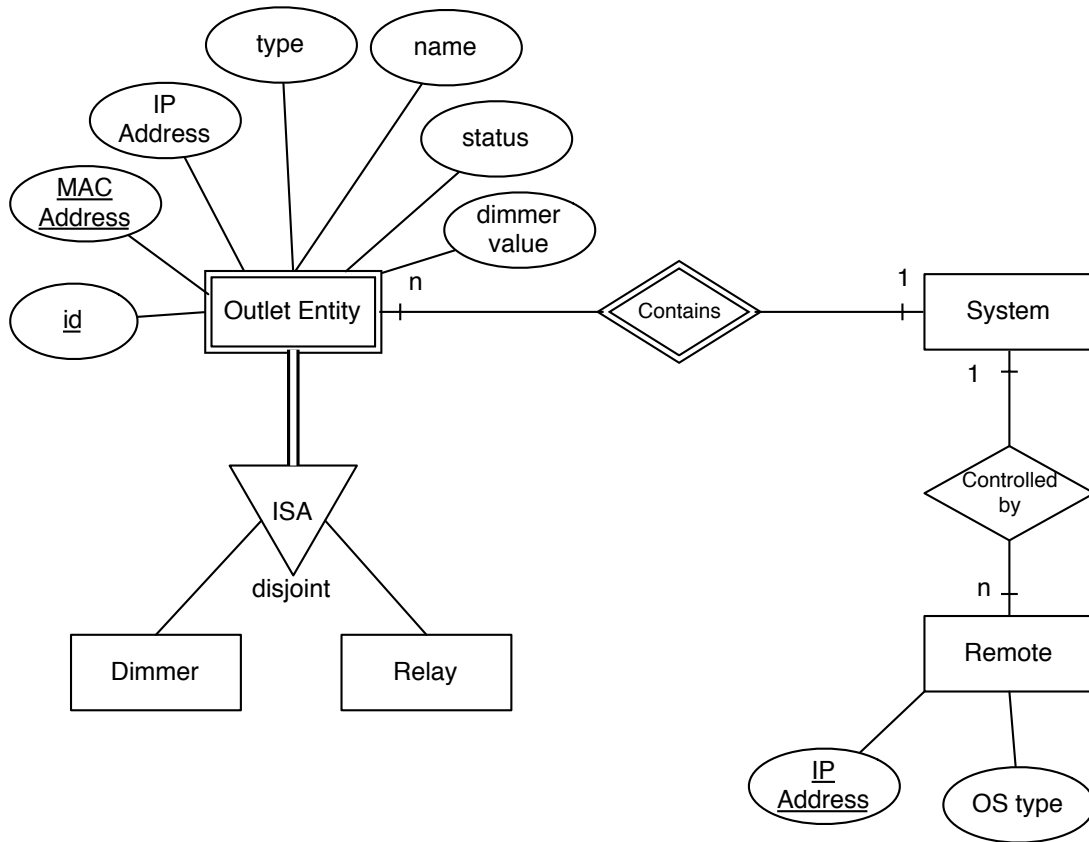 type
name
IP
Address
status
MAC
Address
dimmer
value
id
Outlet Entity
n
Contains
1
System
1
Controlled
by
n
ISA
disjoint
Dimmer
Relay
Remote
IP
Address
OS type